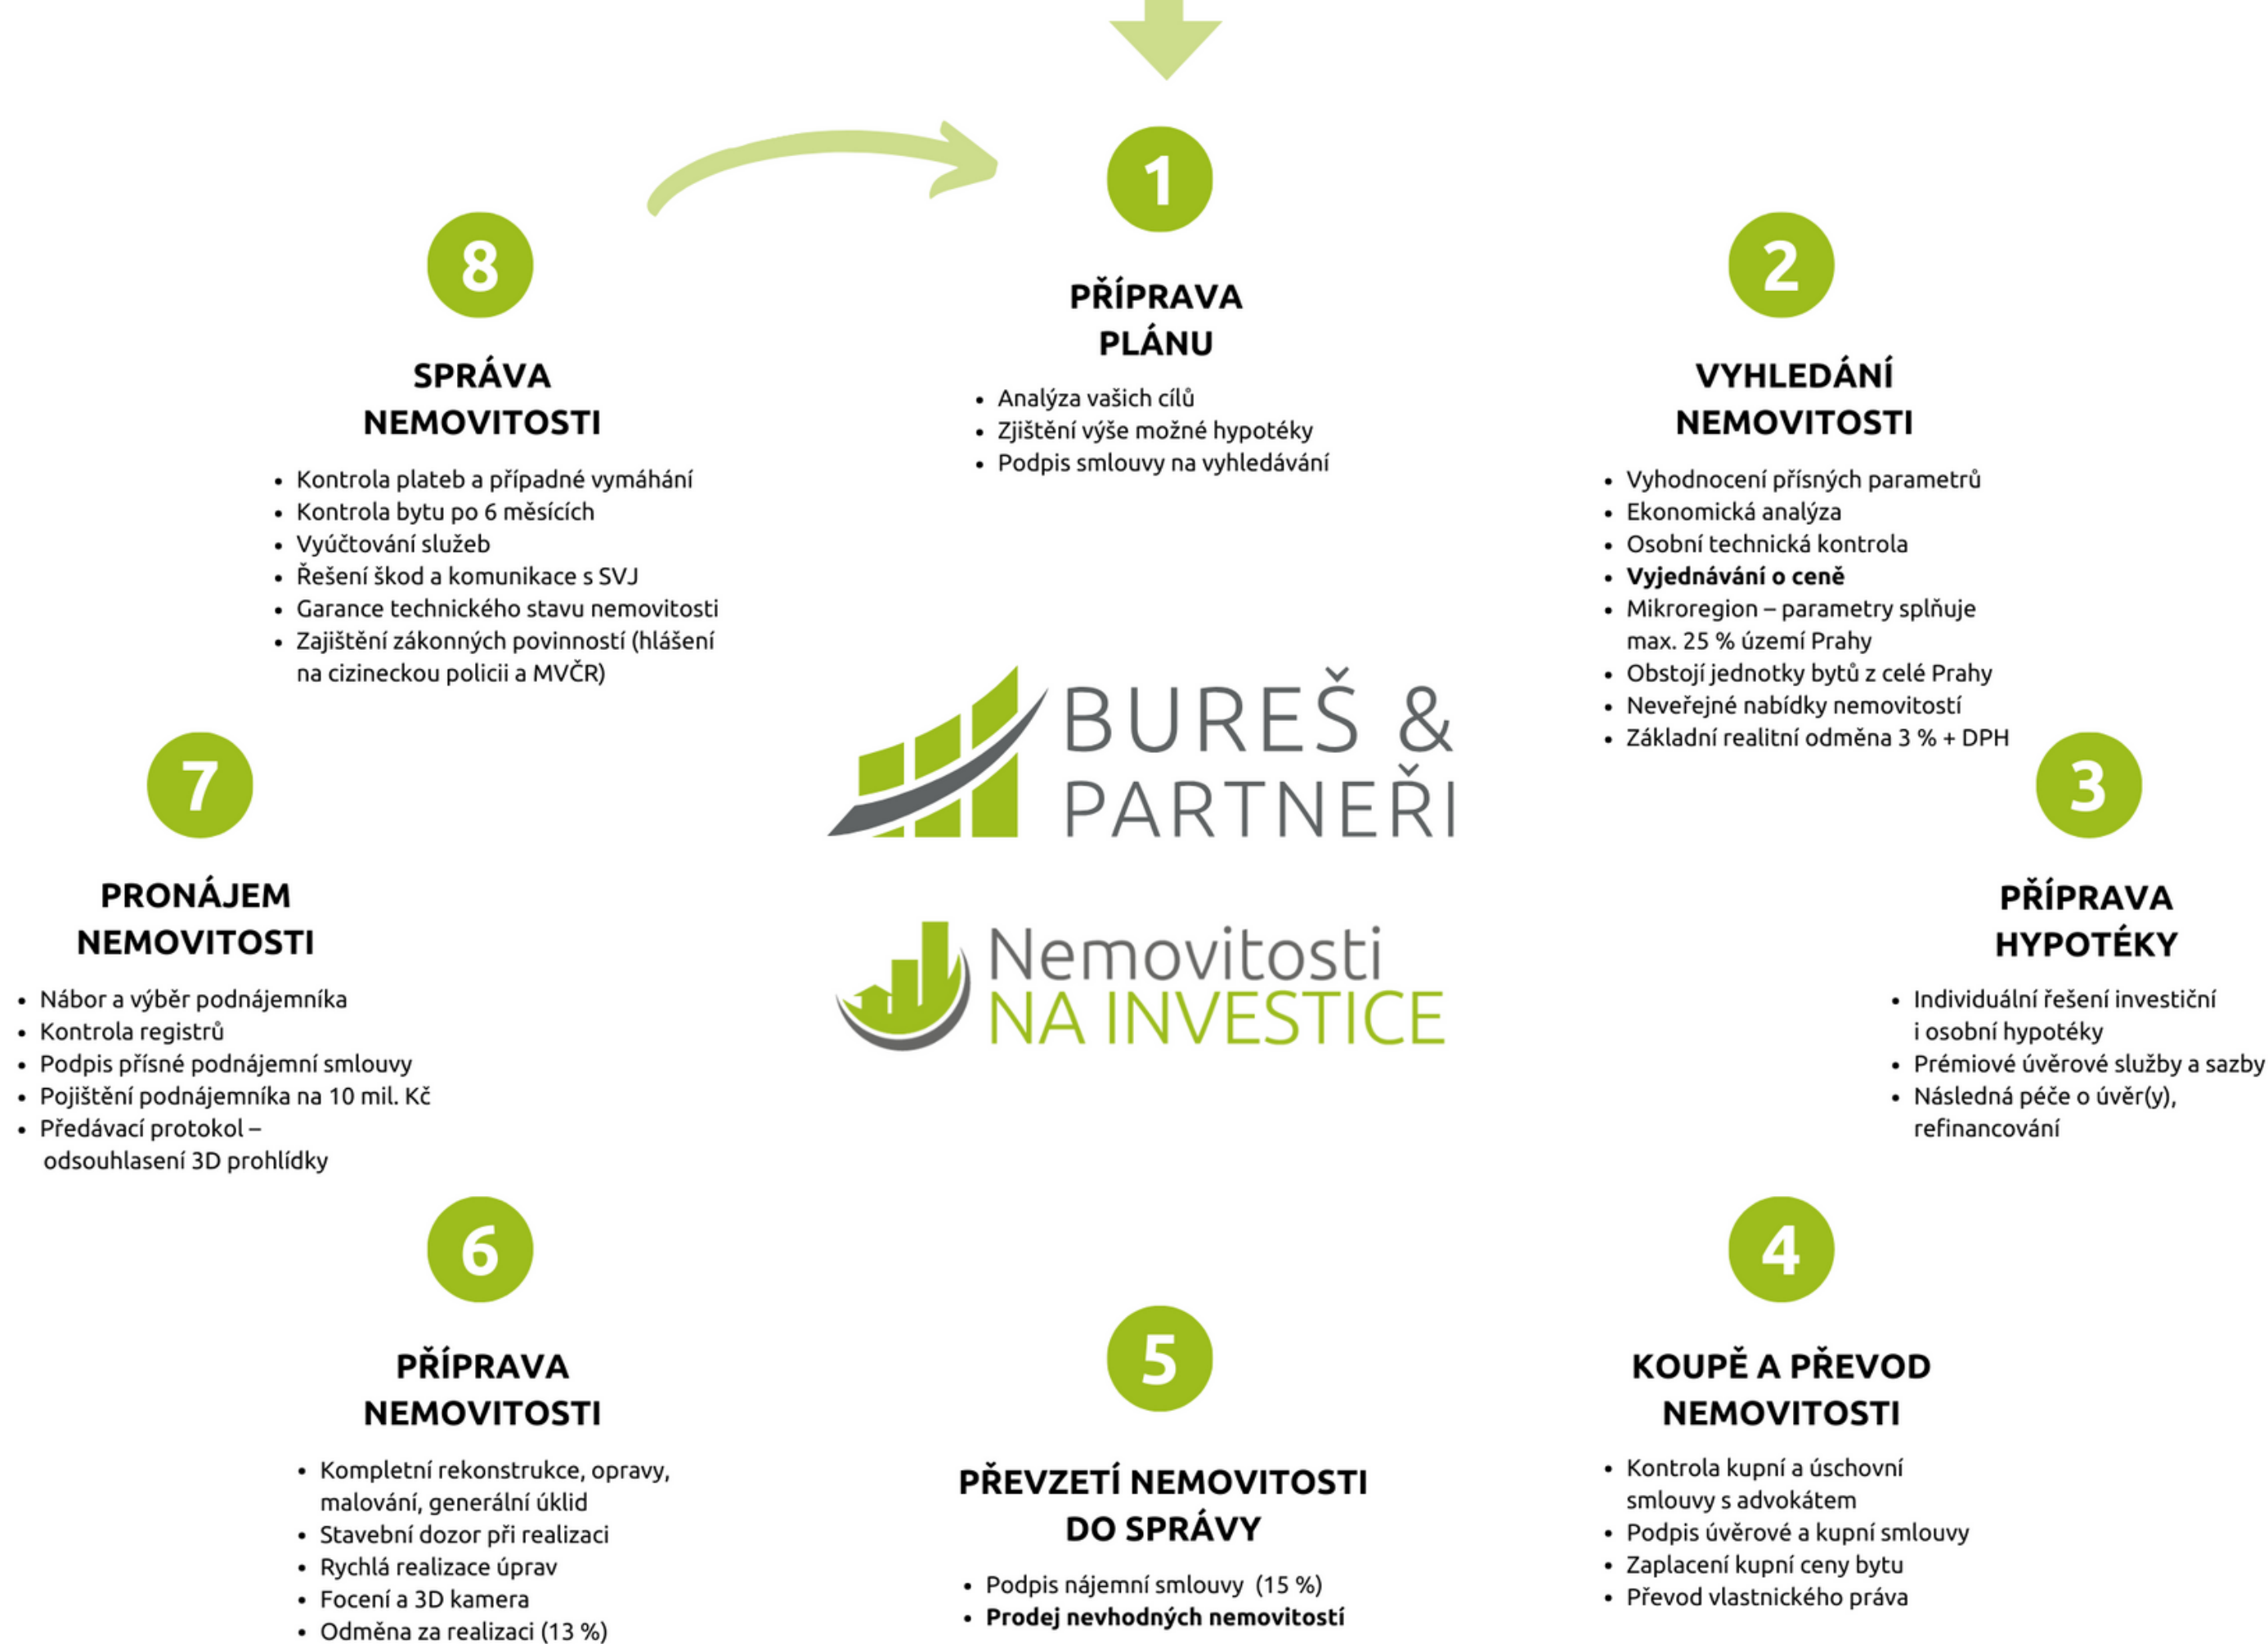 1
PŘÍPRAVA
PLÁNU
• Analýza vašich cílů
• Zjištění výše možné hypotéky
• Podpis smlouvy na vyhledávání
2
VYHLEDÁNÍ
NEMOVITOSTI
• Vyhodnocení přísných parametrů
• Ekonomická analýza
• Osobní technická kontrola
• Vyjednávání o ceně
• Mikroregion – parametry splňuje
max. 25 % území Prahy
• Obstojí jednotky bytů z celé Prahy
• Neveřejné nabídky nemovitostí
• Základní realitní odměna 3 % + DPH
3
PŘÍPRAVA
HYPOTÉKY
• Individuální řešení investiční
i osobní hypotéky
• Prémiové úvěrové služby a sazby
• Následná péče o úvěr(y),
refinancování
4
KOUPĚ A PŘEVOD
NEMOVITOSTI
• Kontrola kupní a úschovní
smlouvy s advokátem
• Podpis úvěrové a kupní smlouvy
• Zaplacení kupní ceny bytu
• Převod vlastnického práva
5
PŘEVZETÍ NEMOVITOSTI
DO SPRÁVY
• Podpis nájemní smlouvy (15 %)
• Prodej nevhodných nemovitostí
6
PŘÍPRAVA
NEMOVITOSTI
• Kompletní rekonstrukce, opravy,
malování, generální úklid
• Stavební dozor při realizaci
• Rychlá realizace úprav
• Focení a 3D kamera
• Odměna za realizaci (13 %)
7
PRONÁJEM
NEMOVITOSTI
• Nábor a výběr podnájemníka
• Kontrola registrů
• Podpis přísné podnájemní smlouvy
• Pojištění podnájemníka na 10 mil. Kč
• Předávací protokol –
odsouhlasení 3D prohlídky
8
SPRÁVA
NEMOVITOSTI
• Kontrola plateb a případné vymáhání
• Kontrola bytu po 6 měsících
• Vyúčtování služeb
• Řešení škod a komunikace s SVJ
• Garance technického stavu nemovitosti
• Zajištění zákonných povinností (hlášení
na cizineckou policii a MVČR)
BUREŠ &
PARTNEŘI
Nemovitosti
NA INVESTICE